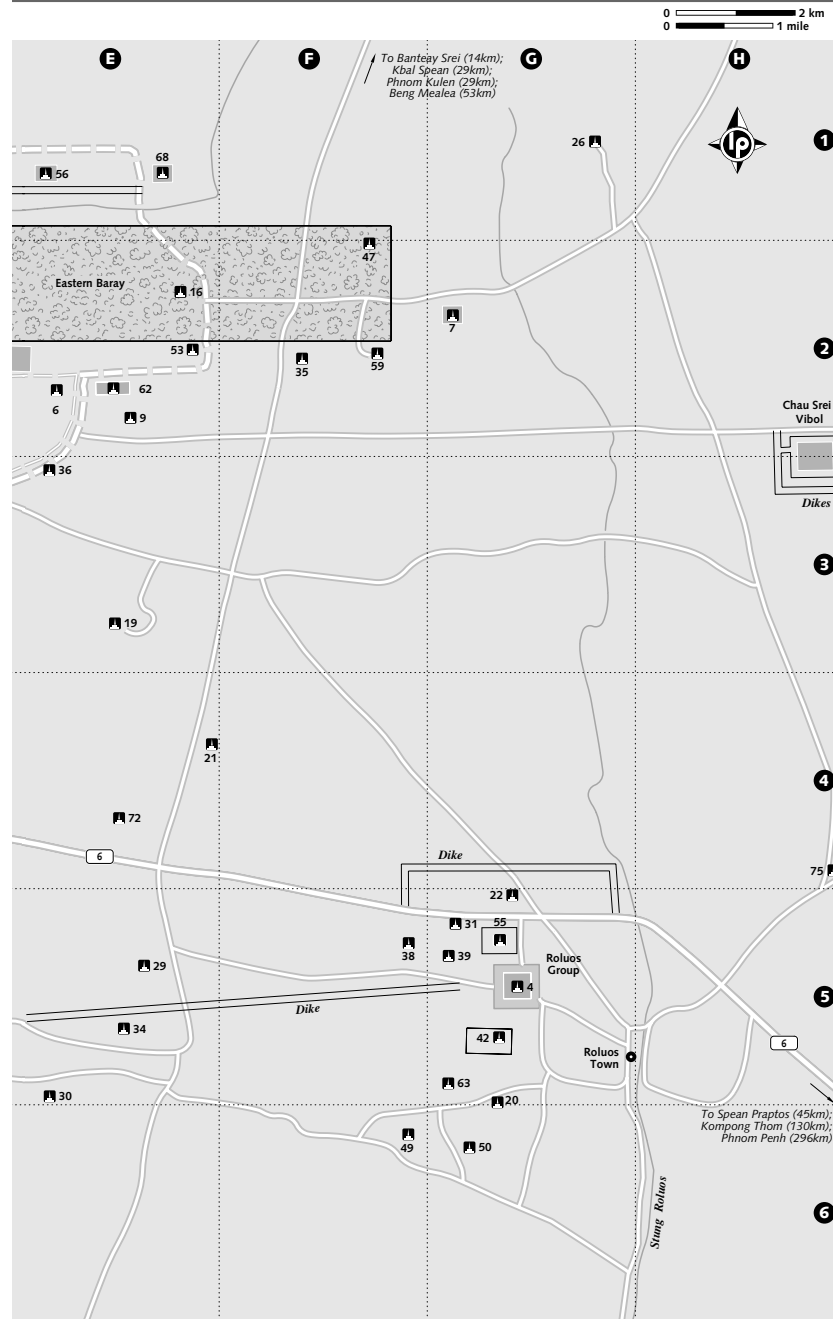 0 2 km
0 1 mile
E
F
G
H
To Banteay Srei (14km);
Kbal Spean (29km);
Phnom Kulen (29km);
Beng Mealea (53km)
26
lp
1
68
56
47
Eastern Baray
16
7
53
2
35
59
62
6
9
Chau Srei
Vibol
36
Dikes
3
19
21
4
72
6
Dike
75
22
31
55
38
39
Roluos
Group
29
4
5
Dike
34
42
6
Roluos
Town
63
30
20
To Spean Praptos (45km);
Kompong Thom (130km);
Phnom Penh (296km)
49
50
Stung Roluos
6